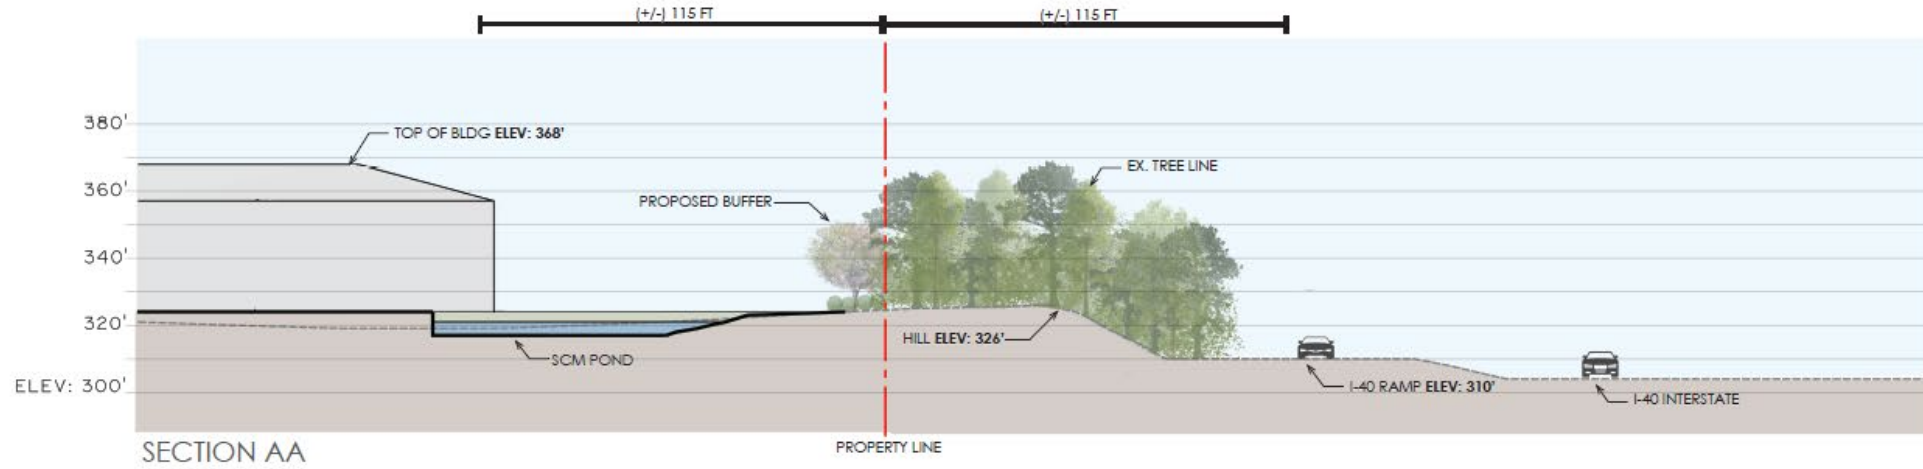 (+/-) 115 FT
(+/-) 115 FT
380'
TOP OF BLDG ELEV: 368'
EX. TREE LINE
360'
PROPOSED BUFFER
340'
320'
HILL ELEV: 326'
SCM POND
ELEV: 300'
I-40 RAMP ELEV: 310'
I-40 INTERSTATE
PROPERTY LINE
SECTION AA